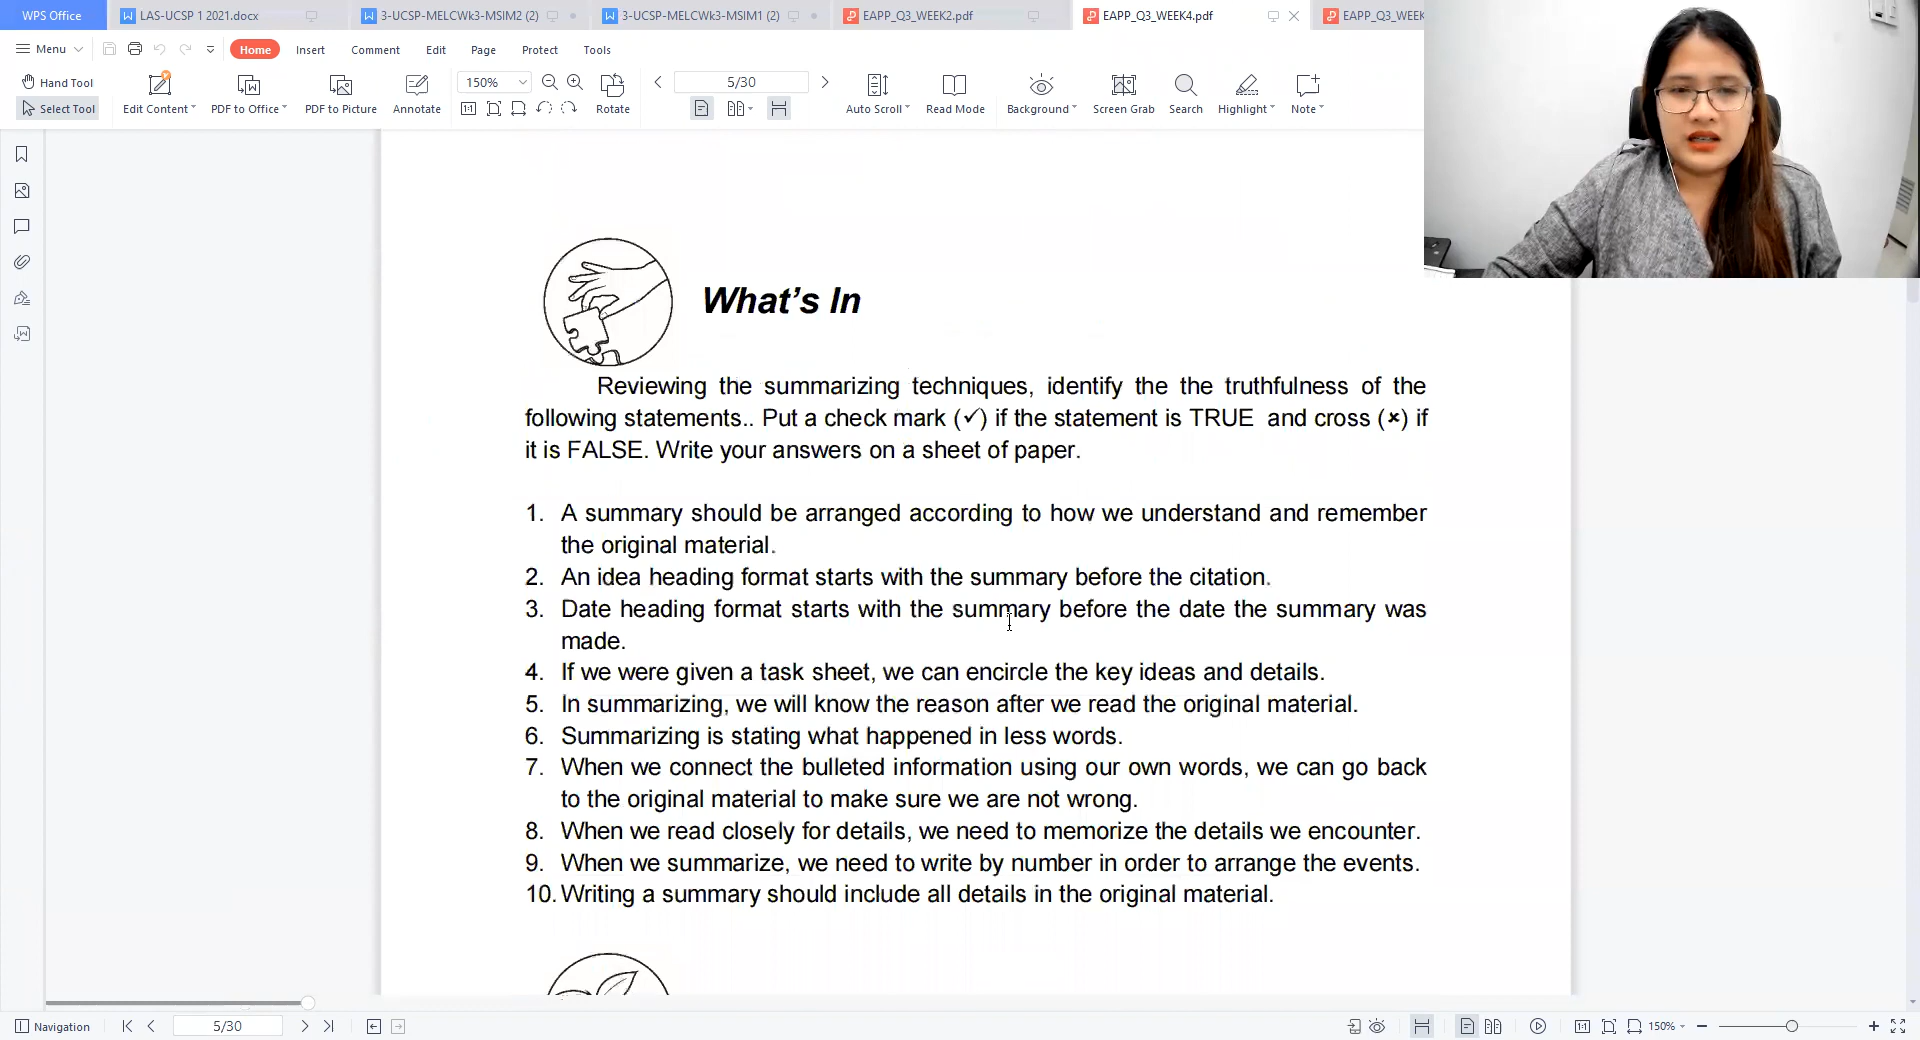 WPS Office
LAS-UCSP 1 2021.docx
3-UCSP-MELCWk3-MSIM2 (2)
3-UCSP-MELCWk3-MSIM1 (2)
EAPP_Q3_WEEK2.pdf
EAPP_Q3_WEEK4.pdf
EAPP_Q3_WEEK
Menu
Home
Insert
Comment
Edit
Page
Protect
Tools
Hand Tool
Select Tool
Edit Content
PDF to Office
PDF to Picture
Annotate
150%
1:1
Rotate
5/30
Auto Scroll
Read Mode
Background
Screen Grab
Search
Highlight
Note
What's In
Reviewing the summarizing techniques, identify the the truthfulness of the
following statements.. Put a check mark (✓) if the statement is TRUE and cross (×) if
it is FALSE. Write your answers on a sheet of paper.
1. A summary should be arranged according to how we understand and remember
the original material.
2. An idea heading format starts with the summary before the citation.
3. Date heading format starts with the summary before the date the summary was
made.
4. If we were given a task sheet, we can encircle the key ideas and details.
5. In summarizing, we will know the reason after we read the original material.
6. Summarizing is stating what happened in less words.
7. When we connect the bulleted information using our own words, we can go back
to the original material to make sure we are not wrong.
8. When we read closely for details, we need to memorize the details we encounter.
9. When we summarize, we need to write by number in order to arrange the events.
10. Writing a summary should include all details in the original material.
Navigation
5/30
1:1
150%